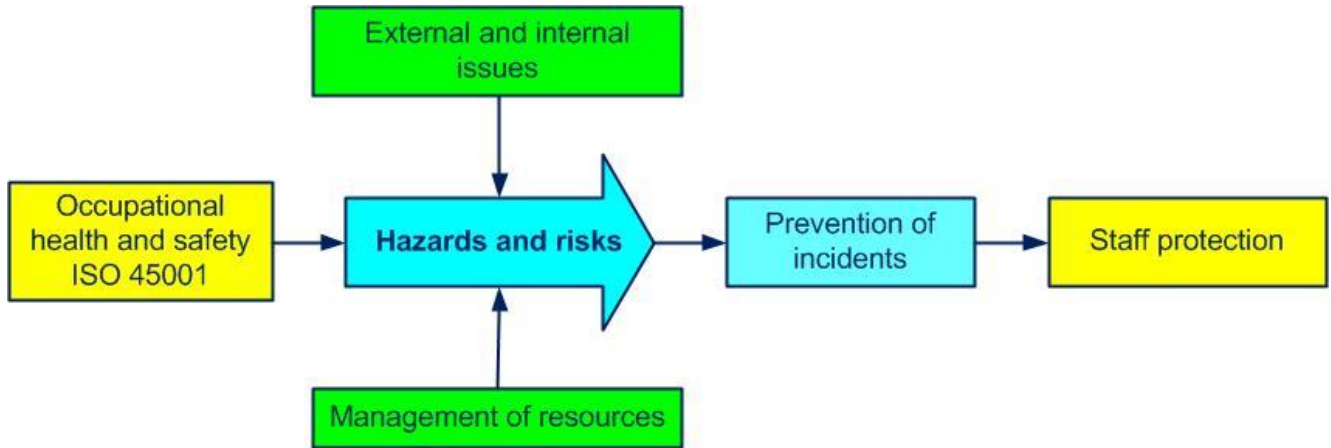 External and internal
issues
Occupational
health and safety
ISO 45001
Hazards and risks
Prevention of
incidents
Staff protection
Management of resources